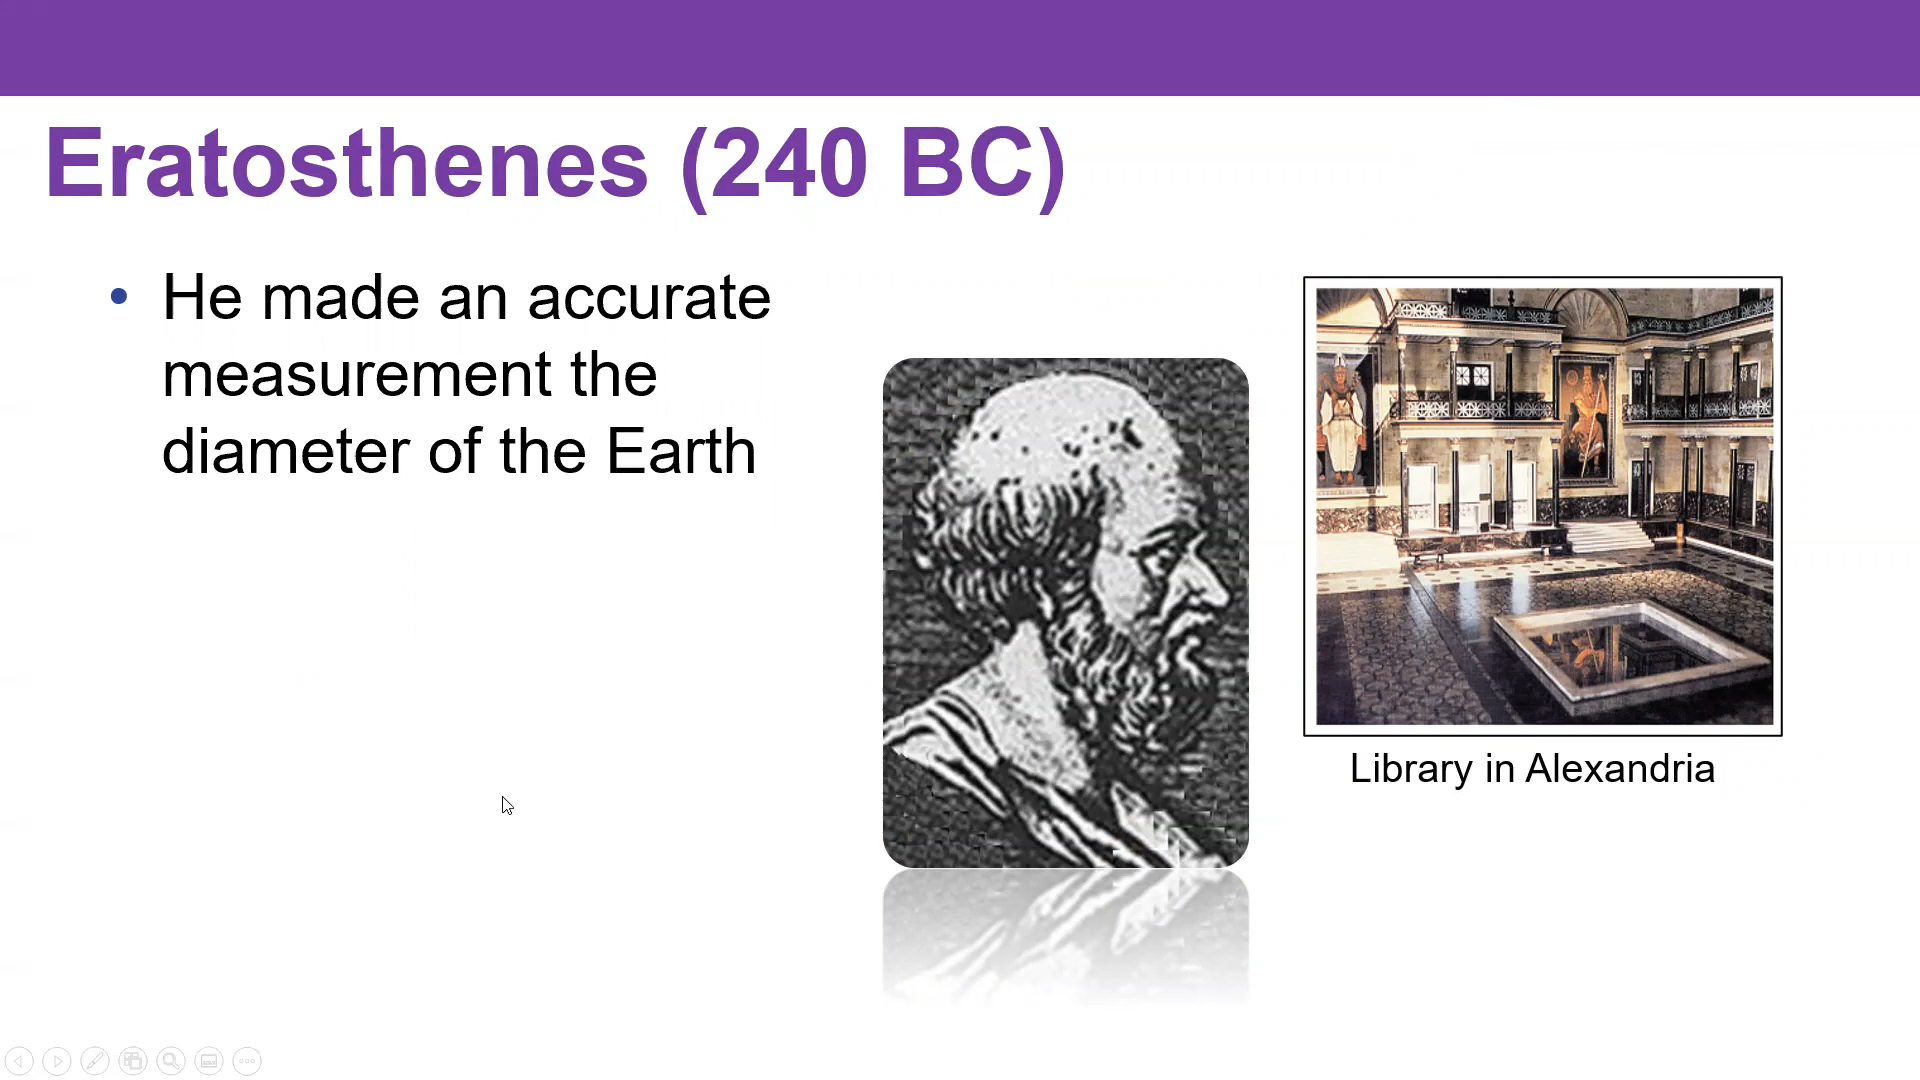 Eratosthenes (240 BC)
• He made an accurate
measurement the
diameter of the Earth
Library in Alexandria